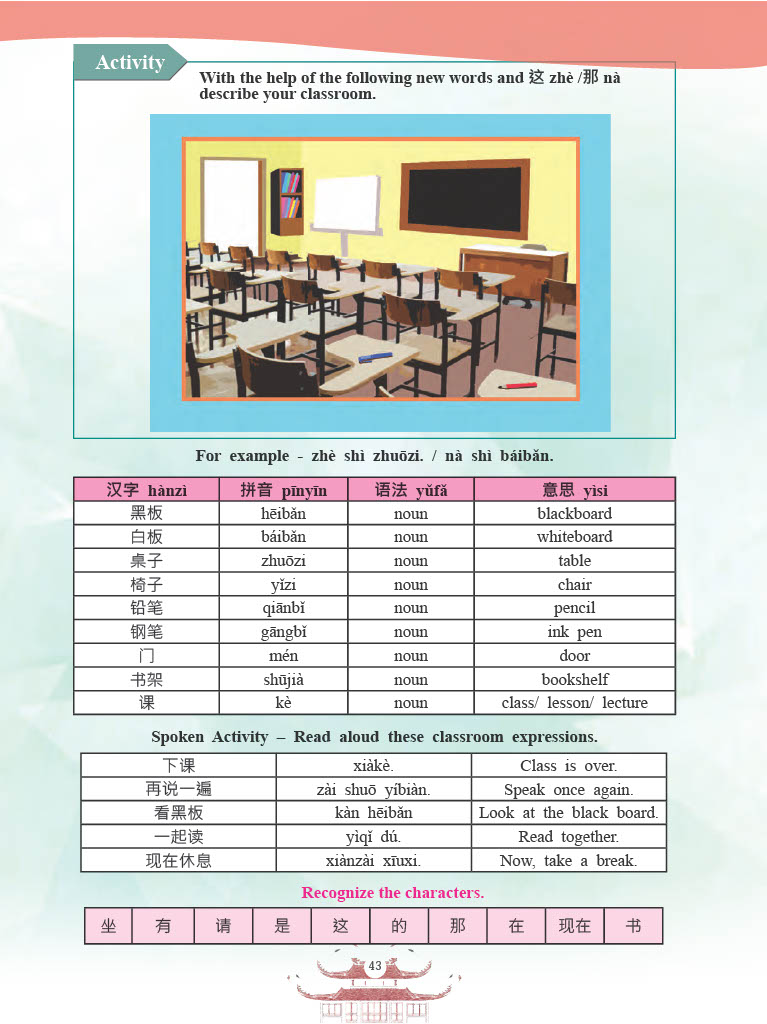 Activity
With the help of the following new words and 这 zhè /那 nà
describe your classroom.
For example - zhè shì zhuōzi. / nà shì báibǎn.
汉字 hànzì 拼音 pīnyīn 语法 yǔfǎ 意思 yìsi
黑板 hēibǎn noun blackboard
白板 báibǎn noun whiteboard
桌子 zhuōzi noun table
椅子 yǐzi noun chair
铅笔 qiānbǐ noun pencil
钢笔 gāngbǐ noun ink pen
门 mén noun door
书架 shūjià noun bookshelf
课 kè noun class/ lesson/ lecture
Spoken Activity – Read aloud these classroom expressions.
下课 xiàkè. Class is over.
再说一遍 zài shuō yíbiàn. Speak once again.
看黑板 kàn hēibǎn Look at the black board.
一起读 yìqǐ dú. Read together.
现在休息 xiànzài xīuxi. Now, take a break.
Recognize the characters.
坐 有 请 是 这 的 那 在 现在 书
43